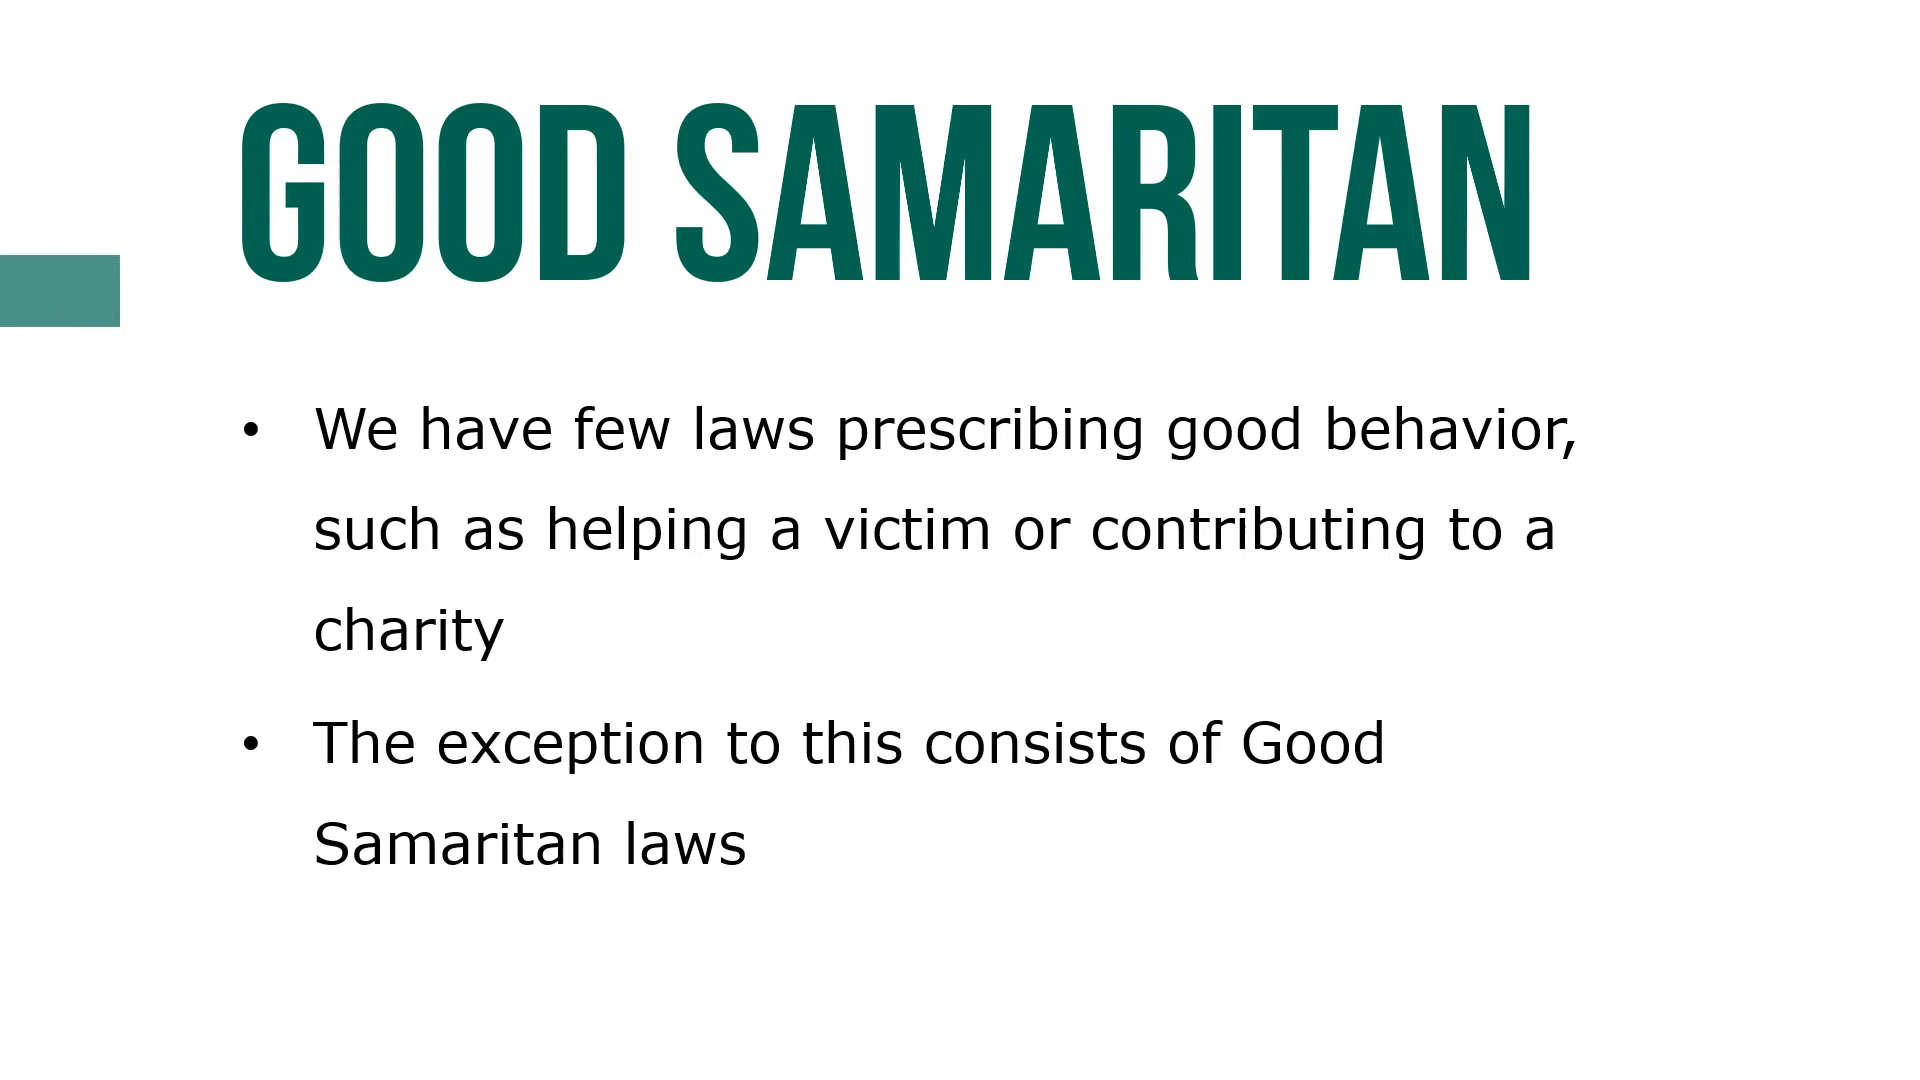 GOOD SAMARITAN
• We have few laws prescribing good behavior,
such as helping a victim or contributing to a
charity
• The exception to this consists of Good
Samaritan laws